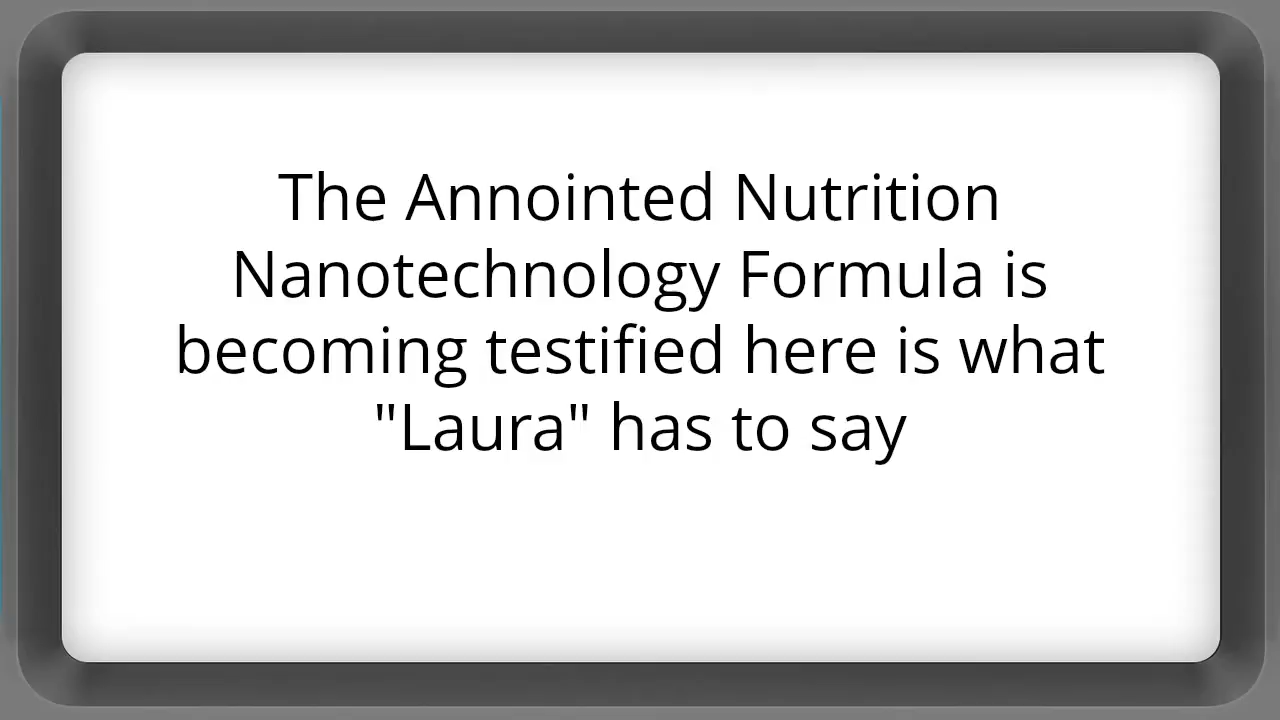 The Annointed Nutrition
Nanotechnology Formula is
becoming testified here is what
"Laura" has to say